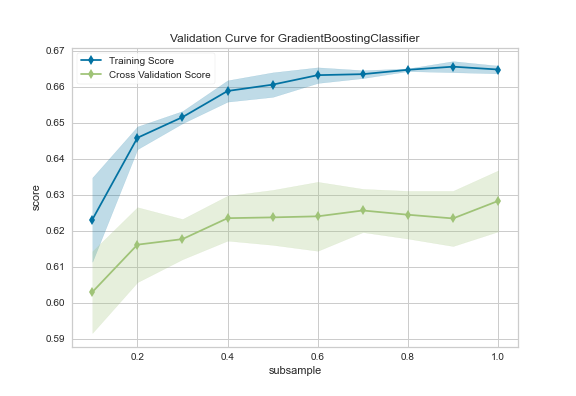 Validation Curve for GradientBoostingClassifier
Training Score
Cross Validation Score
0.67
0.66
0.65
0.64
0.63
0.62
0.61
0.60
0.59
score
0.2
0.4
0.6
0.8
1.0
subsample